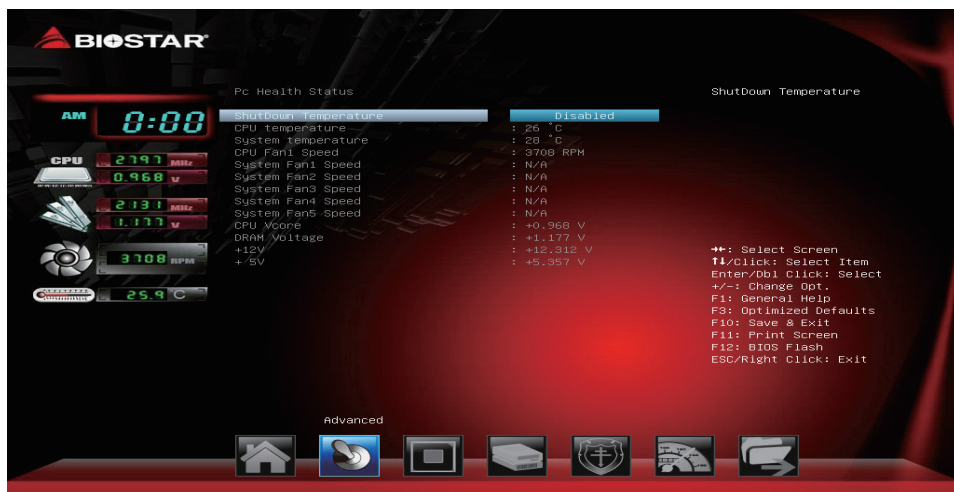 BIOSTAR
Pc Health Status
ShutDown Temperature
AM 0:00
ShutDown Temperature Disabled
CPU temperature : 26 °C
System temperature : 28 °C
CPU Fan1 Speed : 3708 RPM
System Fan1 Speed : N/A
System Fan2 Speed : N/A
System Fan3 Speed : N/A
System Fan4 Speed : N/A
System Fan5 Speed : N/A
CPU Vcore : +0.968 V
DRAM Voltage : +1.177 V
+12V : +12.312 V
+ 5V : +5.357 V
CPU 2797 MHz
0.968 V
2131 MHz
1.177 V
3708 RPM
25.9 °C
→←: Select Screen
↑↓/Click: Select Item
Enter/Dbl Click: Select
+/-: Change Opt.
F1: General Help
F3: Optimized Defaults
F10: Save & Exit
F11: Print Screen
F12: BIOS Flash
ESC/Right Click: Exit
Advanced